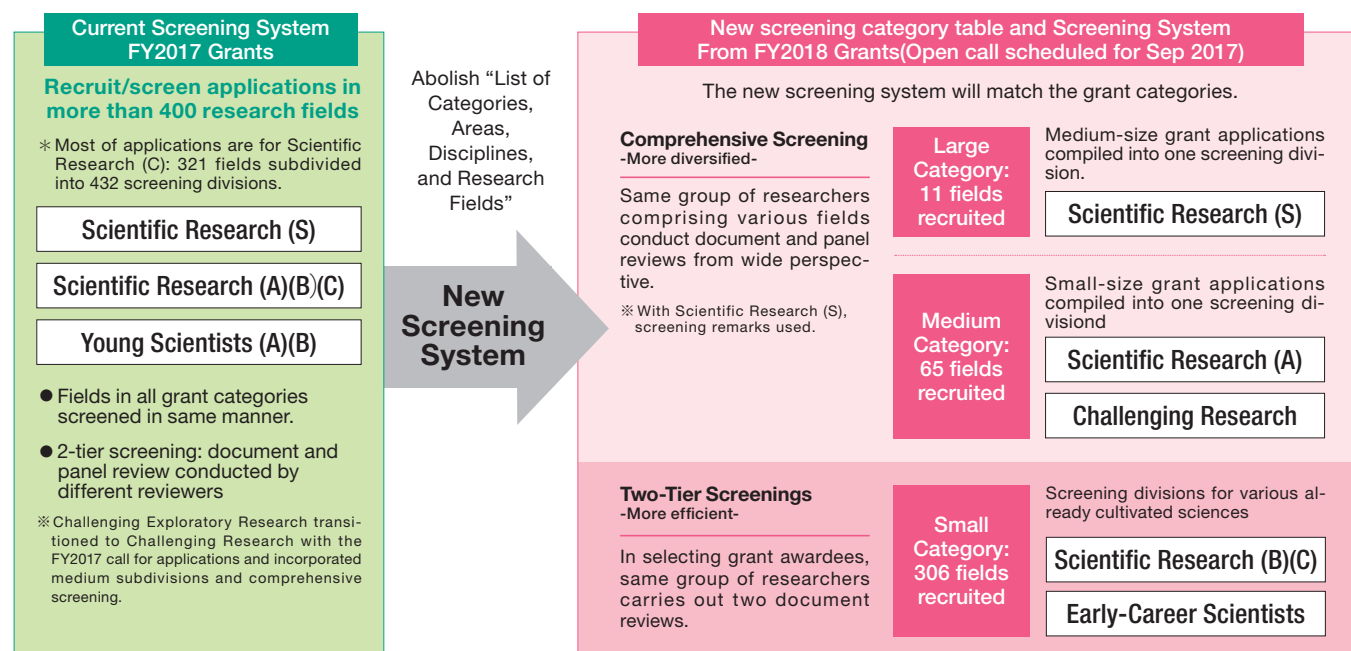 Current Screening System
FY2017 Grants
Recruit/screen applications in
more than 400 research fields
＊Most of applications are for Scientific
Research (C): 321 fields subdivided
into 432 screening divisions.
Scientific Research (S)
Scientific Research (A)(B)(C)
Young Scientists (A)(B)
● Fields in all grant categories
screened in same manner.
● 2-tier screening: document and
panel review conducted by
different reviewers
※Challenging Exploratory Research transi-
tioned to Challenging Research with the
FY2017 call for applications and incorporated
medium subdivisions and comprehensive
screening.
Abolish “List of
Categories,
Areas,
Disciplines,
and Research
Fields”
New
Screening
System
New screening category table and Screening System
From FY2018 Grants(Open call scheduled for Sep 2017)
The new screening system will match the grant categories.
Comprehensive Screening
-More diversified-
Same group of researchers
comprising various fields
conduct document and panel
reviews from wide perspec-
tive.
※With Scientific Research (S),
screening remarks used.
Large
Category:
11 fields
recruited
Medium-size grant applications
compiled into one screening divi-
sion.
Scientific Research (S)
Medium
Category:
65 fields
recruited
Small-size grant applications
compiled into one screening di-
visiond
Scientific Research (A)
Challenging Research
Two-Tier Screenings
-More efficient-
In selecting grant awardees,
same group of researchers
carries out two document
reviews.
Small
Category:
306 fields
recruited
Screening divisions for various al-
ready cultivated sciences
Scientific Research (B)(C)
Early-Career Scientists